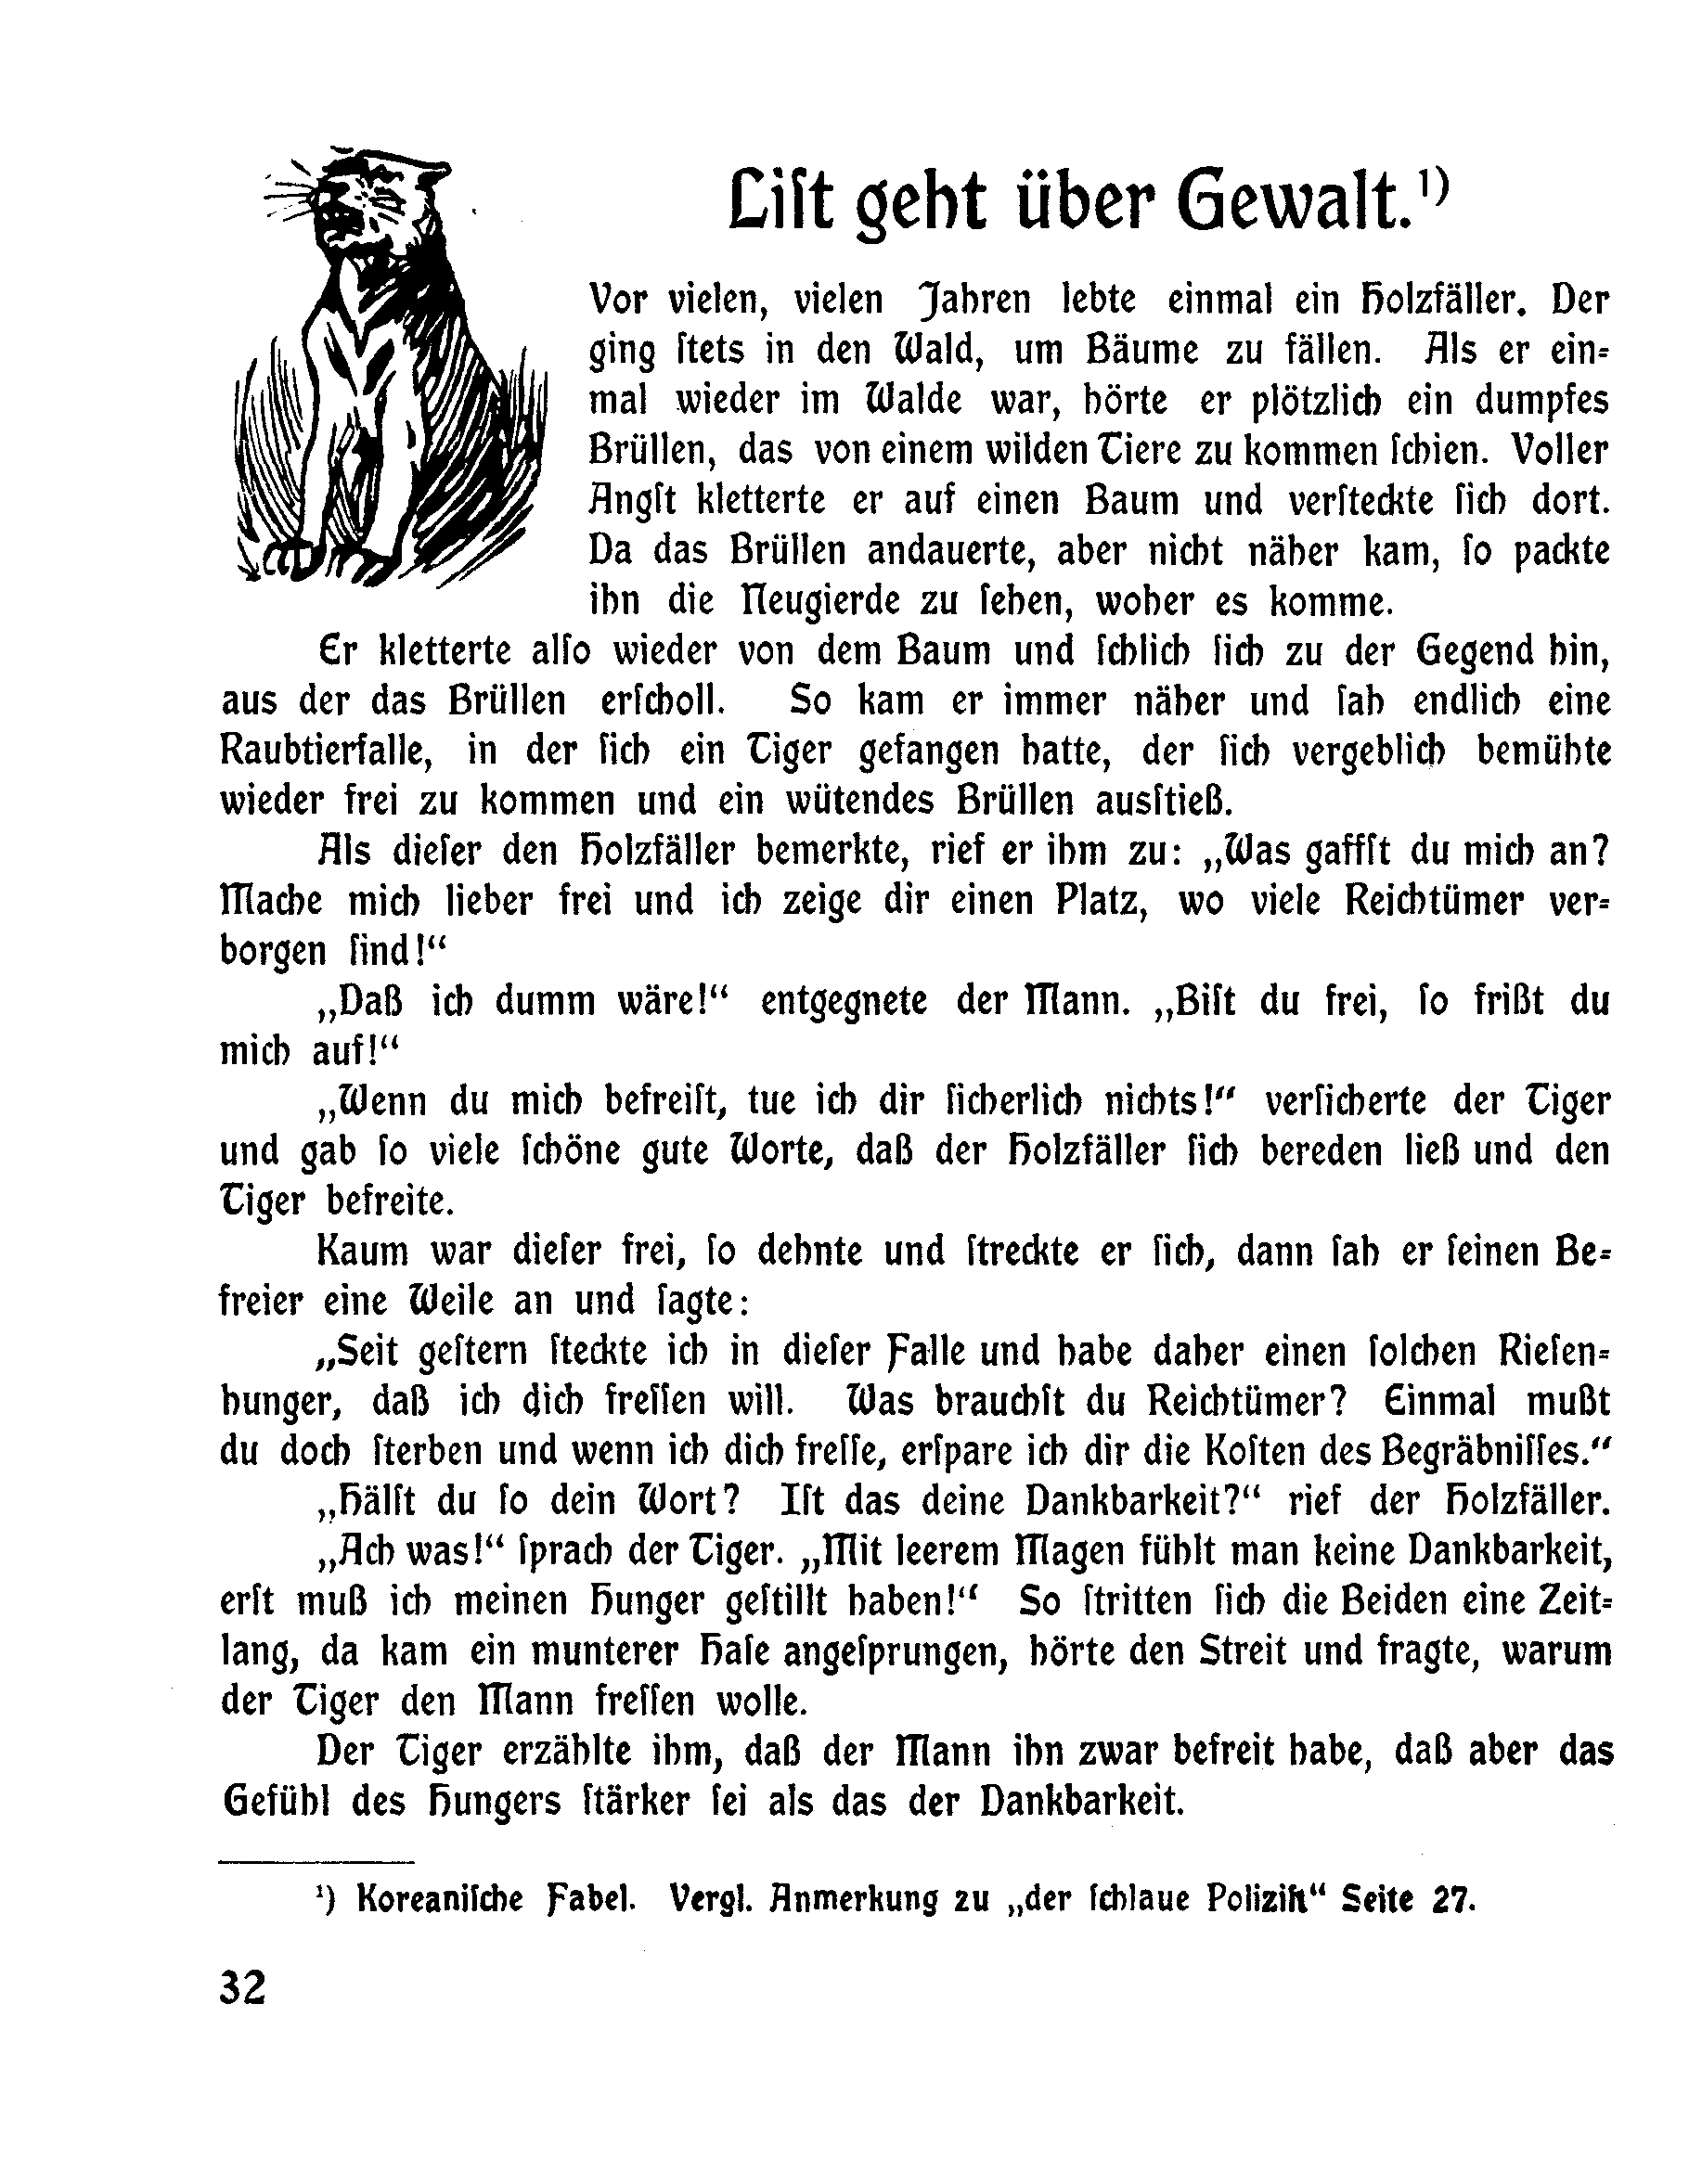 Liſt geht über Gewalt.¹)
Vor vielen, vielen Jahren lebte einmal ein Holzfäller. Der
ging ſtets in den Wald, um Bäume zu fällen. Als er ein-
mal wieder im Walde war, hörte er plötzlich ein dumpfes
Brüllen, das von einem wilden Tiere zu kommen ſchien. Voller
Angſt kletterte er auf einen Baum und verſteckte ſich dort.
Da das Brüllen andauerte, aber nicht näher kam, ſo packte
ihn die Neugierde zu ſehen, woher es komme.
Er kletterte alſo wieder von dem Baum und ſchlich ſich zu der Gegend hin,
aus der das Brüllen erſcholl. So kam er immer näher und ſah endlich eine
Raubtierfalle, in der ſich ein Tiger gefangen hatte, der ſich vergeblich bemühte
wieder frei zu kommen und ein wütendes Brüllen ausſtieß.
Als dieſer den Holzfäller bemerkte, rief er ihm zu: „Was gaffſt du mich an?
Mache mich lieber frei und ich zeige dir einen Platz, wo viele Reichtümer ver-
borgen ſind!“
„Daß ich dumm wäre!“ entgegnete der Mann. „Biſt du frei, ſo frißt du
mich auf!“
„Wenn du mich befreiſt, tue ich dir ſicherlich nichts!“ verſicherte der Tiger
und gab ſo viele ſchöne gute Worte, daß der Holzfäller ſich bereden ließ und den
Tiger befreite.
Kaum war dieſer frei, ſo dehnte und ſtreckte er ſich, dann ſah er ſeinen Be-
freier eine Weile an und ſagte:
„Seit geſtern ſteckte ich in dieſer Falle und habe daher einen ſolchen Rieſen-
hunger, daß ich dich freſſen will. Was brauchſt du Reichtümer? Einmal mußt
du doch ſterben und wenn ich dich freſſe, erſpare ich dir die Koſten des Begräbniſſes.“
„Hälſt du ſo dein Wort? Iſt das deine Dankbarkeit?“ rief der Holzfäller.
„Ach was!“ ſprach der Tiger. „Mit leerem Magen fühlt man keine Dankbarkeit,
erſt muß ich meinen Hunger geſtillt haben!“ So ſtritten ſich die Beiden eine Zeit-
lang, da kam ein munterer Haſe angeſprungen, hörte den Streit und fragte, warum
der Tiger den Mann freſſen wolle.
Der Tiger erzählte ihm, daß der Mann ihn zwar befreit habe, daß aber das
Gefühl des Hungers ſtärker ſei als das der Dankbarkeit.
¹) Koreaniſche Fabel. Vergl. Anmerkung zu „der ſchlaue Poliziſt“ Seite 27.
32